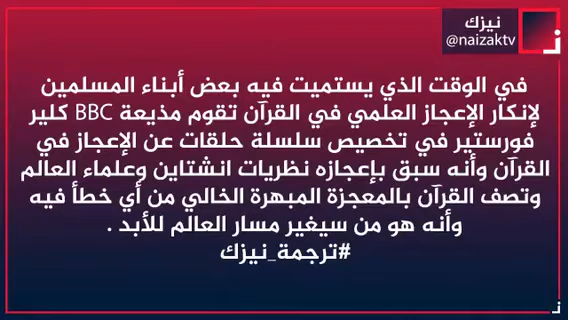 نيزك
@naizaktv
في الوقت الذي يستميت فيه بعض أبناء المسلمين
لإنكار الإعجاز العلمي في القرآن تقوم مذيعة BBC كلير
فورستير في تخصيص سلسلة حلقات عن الإعجاز في
القرآن وأنه سبق بإعجازه نظريات انشتاين وعلماء العالم
وتصف القرآن بالمعجزة المبهرة الخالي من أي خطأ فيه
وأنه هو من سيغير مسار العالم للأبد .
#ترجمة_نيزك